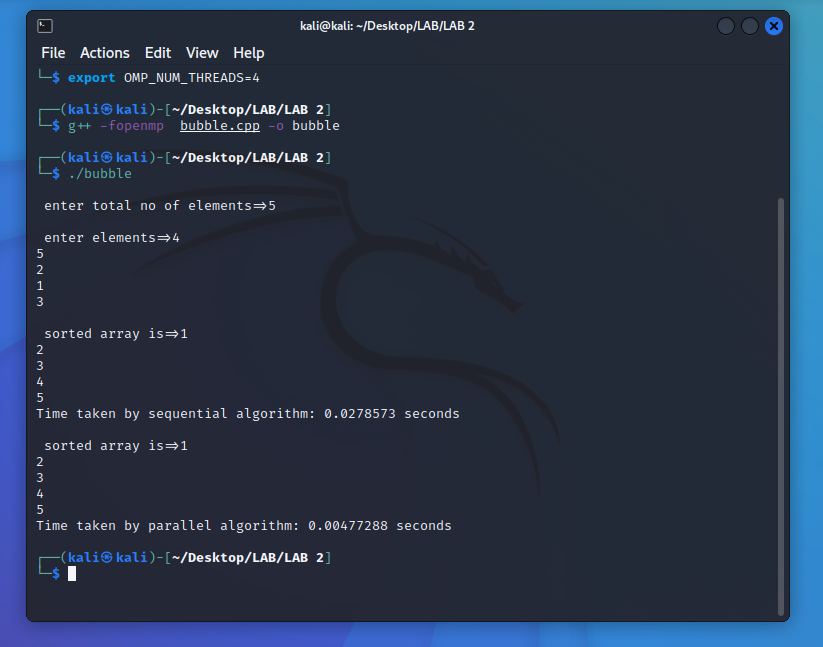 kali@kali: ~/Desktop/LAB/LAB 2
File Actions Edit View Help
└─$ export OMP_NUM_THREADS=4
┌──(kali㉿kali)-[~/Desktop/LAB/LAB 2]
└─$ g++ -fopenmp  bubble.cpp -o bubble
┌──(kali㉿kali)-[~/Desktop/LAB/LAB 2]
└─$ ./bubble
enter total no of elements=>5
enter elements=>4
5
2
1
3
sorted array is=>1
2
3
4
5
Time taken by sequential algorithm: 0.0278573 seconds
sorted array is=>1
2
3
4
5
Time taken by parallel algorithm: 0.00477288 seconds
┌──(kali㉿kali)-[~/Desktop/LAB/LAB 2]
└─$